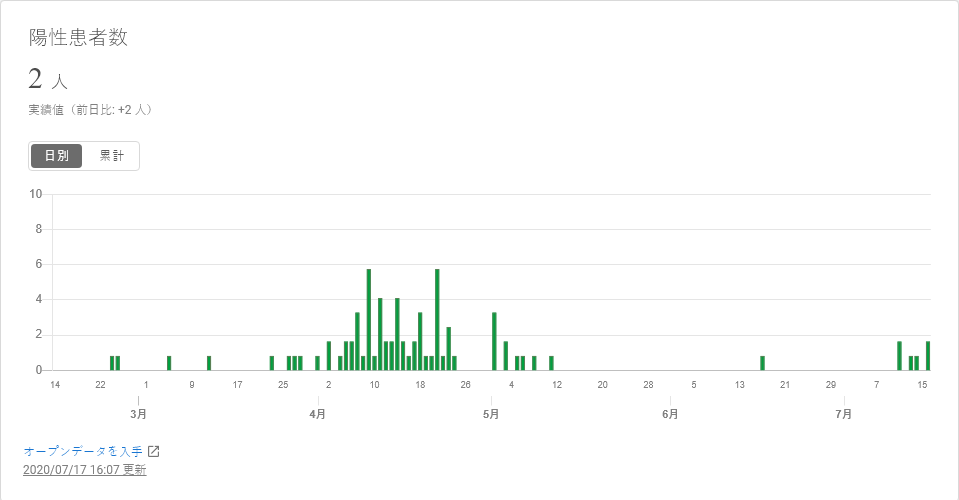 陽性患者数
2 人
実績値（前日比: +2 人）
日別 累計
10
8
6
4
2
0
14 22 1 9 17 25 2 10 18 26 4 12 20 28 5 13 21 29 7 15
3月 4月 5月 6月 7月
オープンデータを入手
2020/07/17 16:07 更新